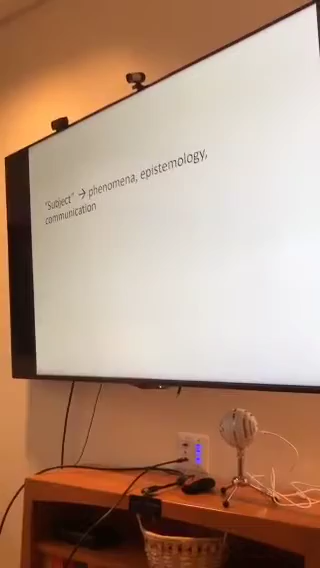 "Subject" → phenomena, epistemology,
communication